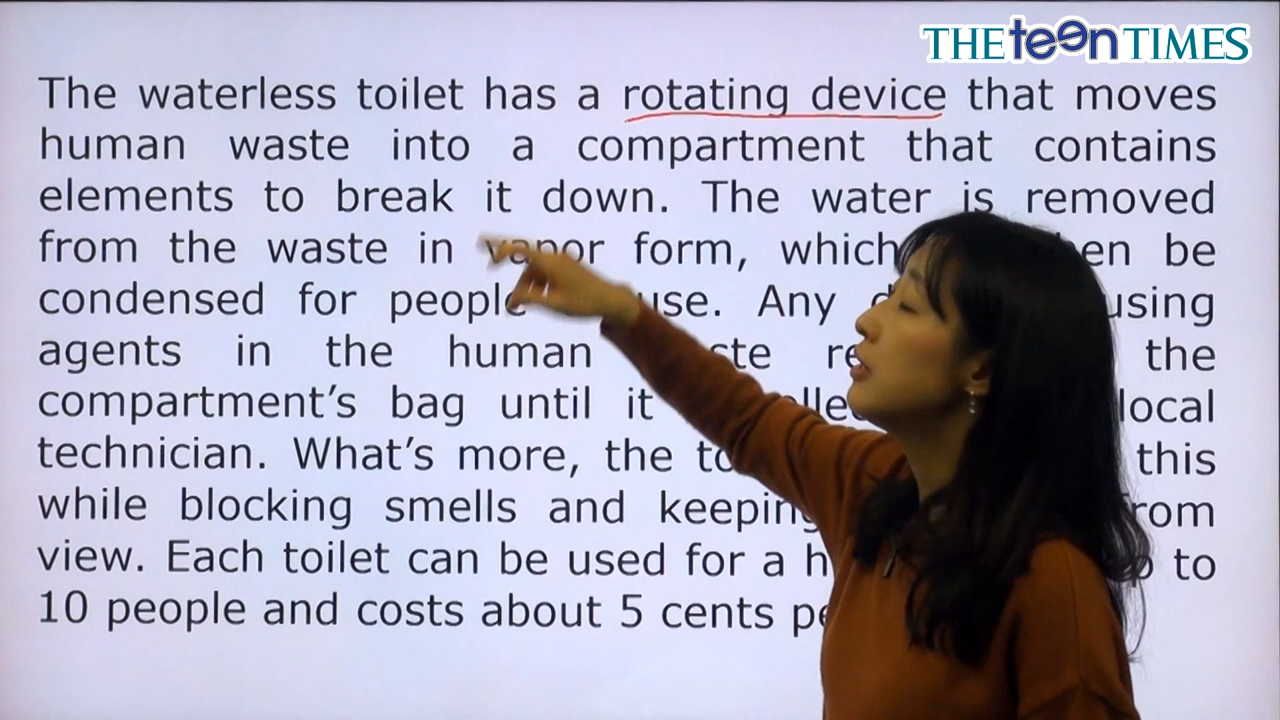 THE teen TIMES
The waterless toilet has a rotating device that moves
human waste into a compartment that contains
elements to break it down. The water is removed
from the waste in vapor form, which be
condensed for people use. Any using
agents in the human the
compartment's bag until it local
technician. What's more, the this
while blocking smells and keeping
view. Each toilet can be used for a to
10 people and costs about 5 cents